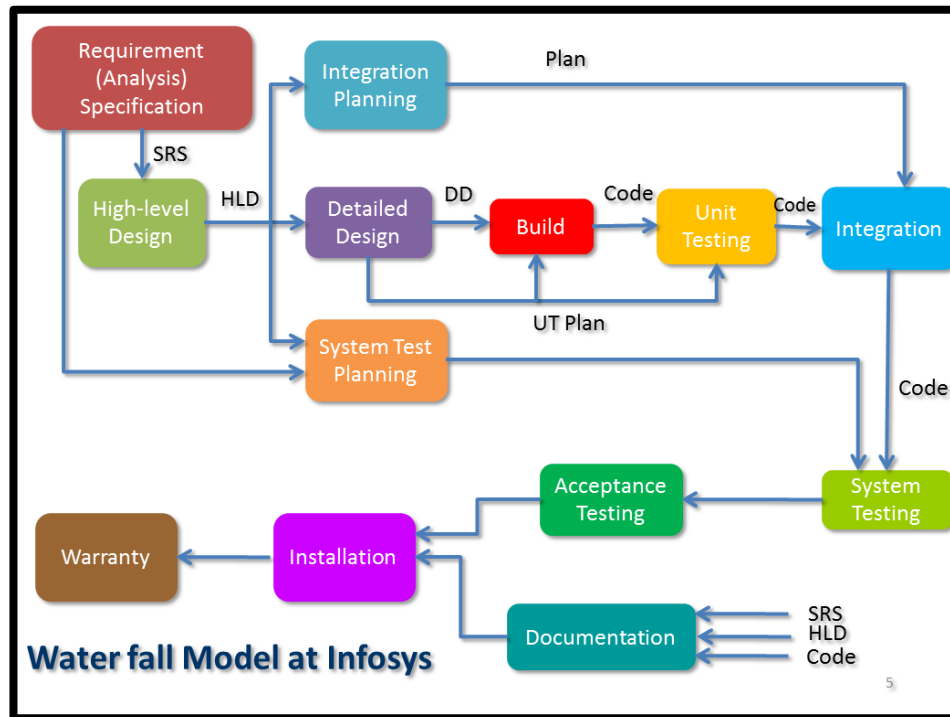 Requirement
(Analysis)
Specification
Integration
Planning
Plan
SRS
High-level
Design
HLD
Detailed
Design
DD
Build
Code
Unit
Testing
Code
Integration
UT Plan
System Test
Planning
Code
Acceptance
Testing
System
Testing
Warranty
Installation
Documentation
SRS
HLD
Code
Water fall Model at Infosys
5